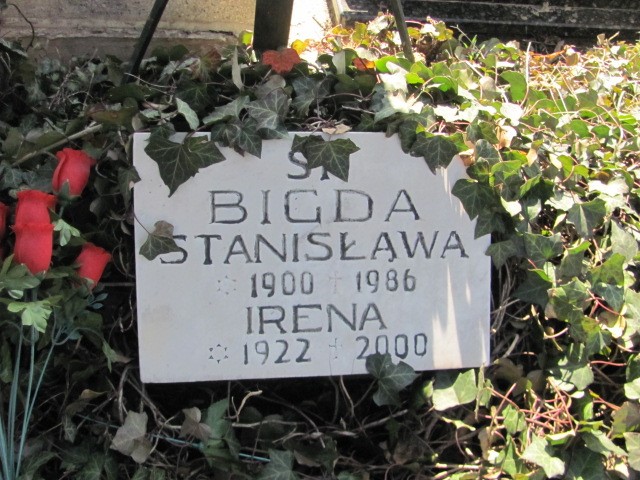 BIGDA
STANISŁAWA
✡ 1900 ✝ 1986
IRENA
✡ 1922 ✝ 2000